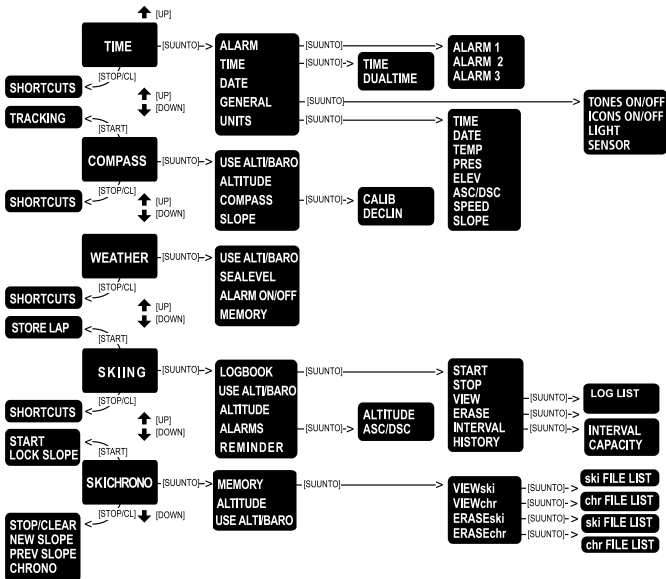 [UP]
TIME
[SUUNTO]
ALARM
TIME
DATE
GENERAL
UNITS
[SUUNTO]
[SUUNTO]
[SUUNTO]
[SUUNTO]
ALARM 1
ALARM 2
ALARM 3
TIME
DUALTIME
TONES ON/OFF
ICONS ON/OFF
LIGHT
SENSOR
TIME
DATE
TEMP
PRES
ELEV
ASC/DSC
SPEED
SLOPE
[STOP/CL]
SHORTCUTS
[UP]
[DOWN]
TRACKING
[START]
COMPASS
[SUUNTO]
USE ALTI/BARO
ALTITUDE
COMPASS
SLOPE
[SUUNTO]
CALIB
DECLIN
[STOP/CL]
SHORTCUTS
[UP]
[DOWN]
WEATHER
[SUUNTO]
USE ALTI/BARO
SEALEVEL
ALARM ON/OFF
MEMORY
[STOP/CL]
SHORTCUTS
[UP]
[DOWN]
STORE LAP
[START]
SKIING
[SUUNTO]
LOGBOOK
USE ALTI/BARO
ALTITUDE
ALARMS
REMINDER
[SUUNTO]
[SUUNTO]
ALTITUDE
ASC/DSC
START
STOP
VIEW
ERASE
INTERVAL
HISTORY
[SUUNTO]
[SUUNTO]
[SUUNTO]
LOG LIST
INTERVAL
CAPACITY
[STOP/CL]
SHORTCUTS
[UP]
[DOWN]
START
LOCK SLOPE
[START]
SKICHRONO
[SUUNTO]
MEMORY
ALTITUDE
USE ALTI/BARO
[SUUNTO]
VIEWski
VIEWchr
ERASEski
ERASEchr
[SUUNTO]
[SUUNTO]
[SUUNTO]
[SUUNTO]
ski FILE LIST
chr FILE LIST
ski FILE LIST
chr FILE LIST
[STOP/CL]
[DOWN]
STOP/CLEAR
NEW SLOPE
PREV SLOPE
CHRONO